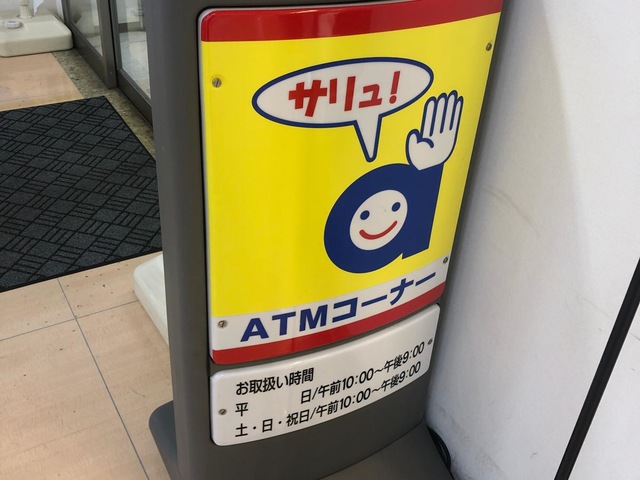 サリュ!
a
ATMコーナー
お取扱い時間
平 日/午前10:00〜午後9:00
土・日・祝日/午前10:00〜午後9:00